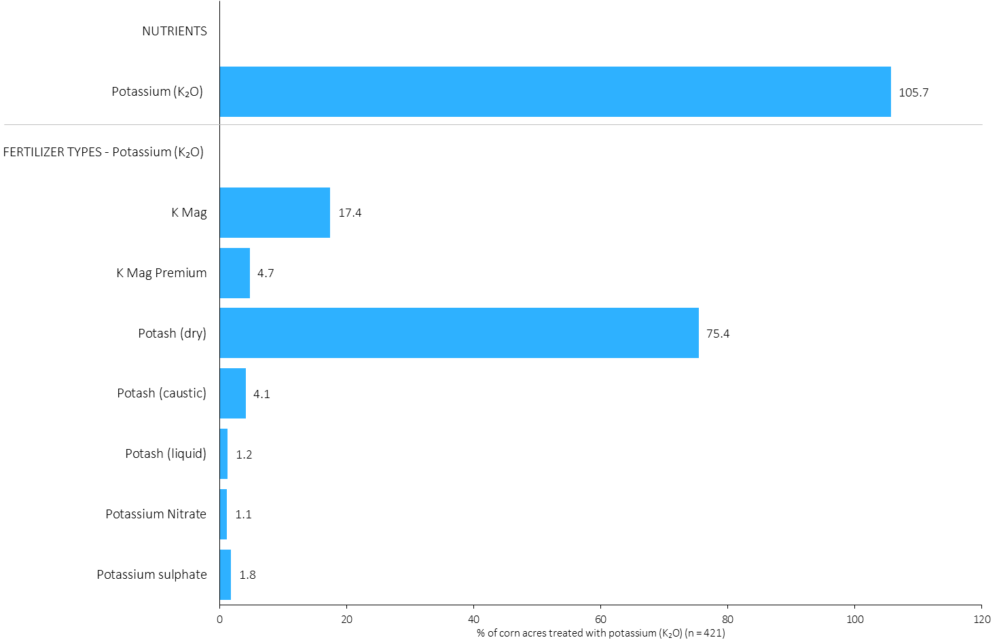 NUTRIENTS
Potassium (K₂O) 105.7
FERTILIZER TYPES - Potassium (K₂O)
K Mag 17.4
K Mag Premium 4.7
Potash (dry) 75.4
Potash (caustic) 4.1
Potash (liquid) 1.2
Potassium Nitrate 1.1
Potassium sulphate 1.8
0 20 40 60 80 100 120
% of corn acres treated with potassium (K₂O) (n = 421)